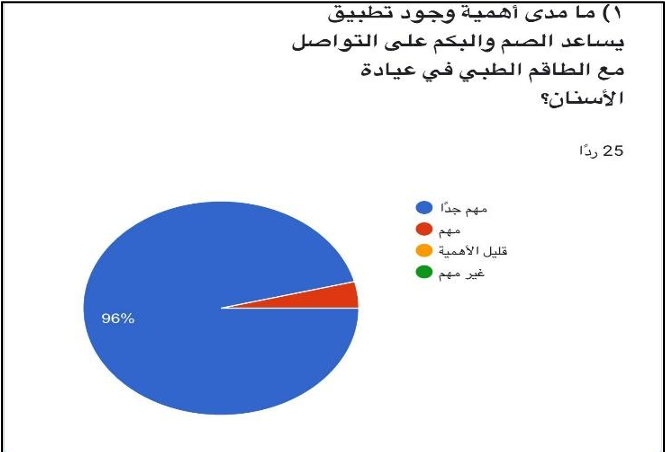 ١) ما مدى أهمية وجود تطبيق
يساعد الصم والبكم على التواصل
مع الطاقم الطبي في عيادة
الأسنان؟
25 ردًا
مهم جدًا
مهم
قليل الأهمية
غير مهم
96%